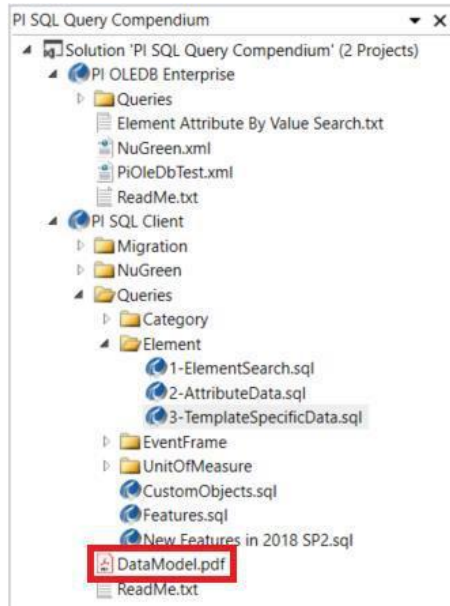 PI SQL Query Compendium
Solution 'PI SQL Query Compendium' (2 Projects)
PI OLEDB Enterprise
Queries
Element Attribute By Value Search.txt
NuGreen.xml
PiOleDbTest.xml
ReadMe.txt
PI SQL Client
Migration
NuGreen
Queries
Category
Element
1-ElementSearch.sql
2-AttributeData.sql
3-TemplateSpecificData.sql
EventFrame
UnitOfMeasure
CustomObjects.sql
Features.sql
New Features in 2018 SP2.sql
DataModel.pdf
ReadMe.txt